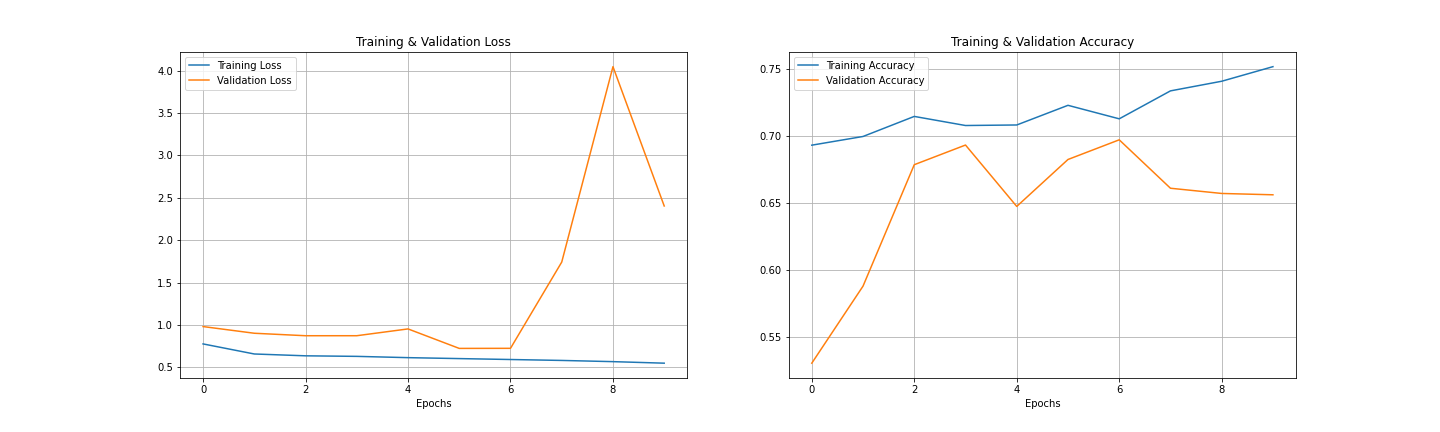 Training & Validation Loss
Training Loss
Validation Loss
4.0
3.5
3.0
2.5
2.0
1.5
1.0
0.5
0 2 4 6 8
Epochs
Training & Validation Accuracy
Training Accuracy
Validation Accuracy
0.75
0.70
0.65
0.60
0.55
0 2 4 6 8
Epochs